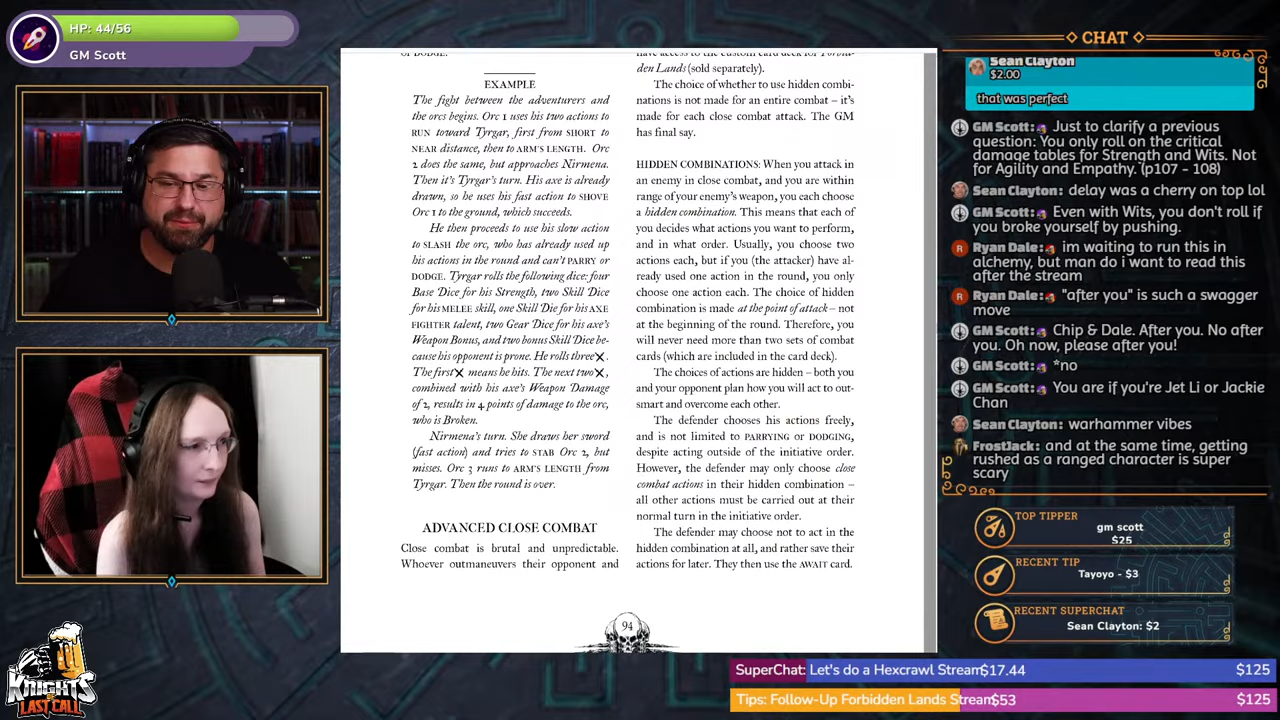 HP: 44/56
GM Scott
of dodge.
EXAMPLE
The fight between the adventurers and
the orcs begins. Orc 1 uses his two actions to
run toward Tyrgar, first from short to
near distance, then to arm's length. Orc
2 does the same, but approaches Nirmena.
Then it's Tyrgar's turn. His axe is already
drawn, so he uses his fast action to shove
Orc 1 to the ground, which succeeds.
He then proceeds to use his slow action
to slash the orc, who has already used up
his actions in the round and can't parry or
dodge. Tyrgar rolls the following dice: four
Base Dice for his Strength, two Skill Dice
for his melee skill, one Skill Die for his axe
fighter talent, two Gear Dice for his axe's
Weapon Bonus, and two bonus Skill Dice be-
cause his opponent is prone. He rolls three ⚔.
The first ⚔ means he hits. The next two ⚔,
combined with his axe's Weapon Damage
of 2, results in 4 points of damage to the orc,
who is Broken.
Nirmena's turn. She draws her sword
(fast action) and tries to stab Orc 2, but
misses. Orc 3 runs to arm's length from
Tyrgar. Then the round is over.
ADVANCED CLOSE COMBAT
Close combat is brutal and unpredictable.
Whoever outmaneuvers their opponent and
have access to the custom card deck for Forbid-
den Lands (sold separately).
The choice of whether to use hidden combi-
nations is not made for an entire combat – it's
made for each close combat attack. The GM
has final say.
HIDDEN COMBINATIONS: When you attack in
an enemy in close combat, and you are within
range of your enemy's weapon, you each choose
a hidden combination. This means that each of
you decides what actions you want to perform,
and in what order. Usually, you choose two
actions each, but if you (the attacker) have al-
ready used one action in the round, you only
choose one action each. The choice of hidden
combination is made at the point of attack – not
at the beginning of the round. Therefore, you
will never need more than two sets of combat
cards (which are included in the card deck).
The choices of actions are hidden – both you
and your opponent plan how you will act to out-
smart and overcome each other.
The defender chooses his actions freely,
and is not limited to parrying or dodging,
despite acting outside of the initiative order.
However, the defender may only choose close
combat actions in their hidden combination –
all other actions must be carried out at their
normal turn in the initiative order.
The defender may choose not to act in the
hidden combination at all, and rather save their
actions for later. They then use the await card.
94
CHAT
Sean Clayton
$2.00
that was perfect
GM Scott: Just to clarify a previous
question: You only roll on the critical
damage tables for Strength and Wits. Not
for Agility and Empathy. (p107 - 108)
Sean Clayton: delay was a cherry on top lol
GM Scott: Even with Wits, you don't roll if
you broke yourself by pushing.
Ryan Dale: im waiting to run this in
alchemy, but man do i want to read this
after the stream
Ryan Dale: "after you" is such a swagger
move
GM Scott: Chip & Dale. After you. No after
you. Oh now, please after you!
GM Scott: *no
GM Scott: You are if you're Jet Li or Jackie
Chan
Sean Clayton: warhammer vibes
FrostJack: and at the same time, getting
rushed as a ranged character is super
scary
TOP TIPPER
gm scott
$25
RECENT TIP
Tayoyo - $3
RECENT SUPERCHAT
Sean Clayton: $2
KNIGHTS
OF
LAST CALL
SuperChat: Let's do a Hexcrawl Stream $17.44 $125
Tips: Follow-Up Forbidden Lands Stream $53 $125